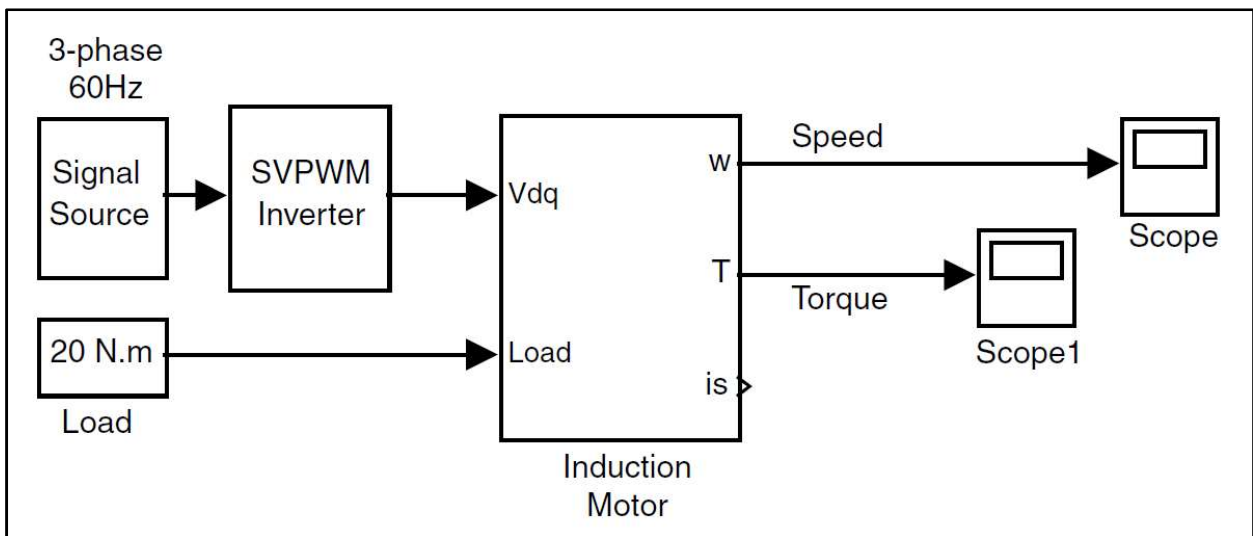 3-phase
60Hz
Signal
Source
SVPWM
Inverter
Vdq
w
Speed
Scope
T
Torque
Scope1
20 N.m
Load
Load
is
Induction
Motor